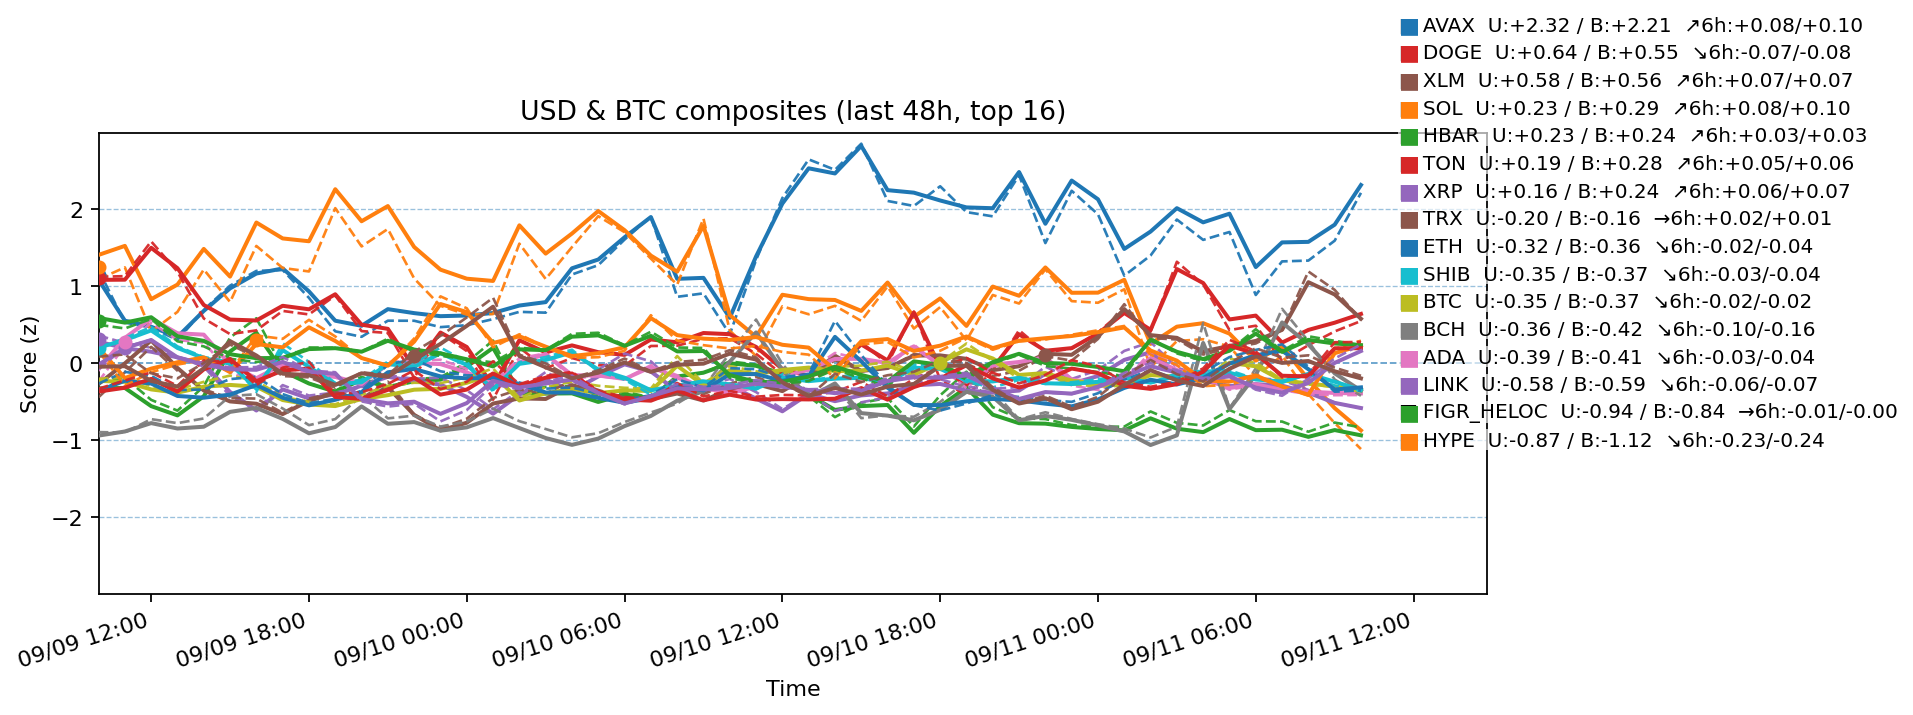 AVAX  U:+2.32 / B:+2.21  ↗6h:+0.08/+0.10
DOGE  U:+0.64 / B:+0.55  ↘6h:-0.07/-0.08
XLM  U:+0.58 / B:+0.56  ↗6h:+0.07/+0.07
SOL  U:+0.23 / B:+0.29  ↗6h:+0.08/+0.10
HBAR  U:+0.23 / B:+0.24  ↗6h:+0.03/+0.03
TON  U:+0.19 / B:+0.28  ↗6h:+0.05/+0.06
XRP  U:+0.16 / B:+0.24  ↗6h:+0.06/+0.07
TRX  U:-0.20 / B:-0.16  →6h:+0.02/+0.01
ETH  U:-0.32 / B:-0.36  ↘6h:-0.02/-0.04
SHIB  U:-0.35 / B:-0.37  ↘6h:-0.03/-0.04
BTC  U:-0.35 / B:-0.37  ↘6h:-0.02/-0.02
BCH  U:-0.36 / B:-0.42  ↘6h:-0.10/-0.16
ADA  U:-0.39 / B:-0.41  ↘6h:-0.03/-0.04
LINK  U:-0.58 / B:-0.59  ↘6h:-0.06/-0.07
FIGR_HELOC  U:-0.94 / B:-0.84  →6h:-0.01/-0.00
HYPE  U:-0.87 / B:-1.12  ↘6h:-0.23/-0.24
USD & BTC composites (last 48h, top 16)
Score (z)
2
1
0
−1
−2
09/09 12:00
09/09 18:00
09/10 00:00
09/10 06:00
09/10 12:00
09/10 18:00
09/11 00:00
09/11 06:00
09/11 12:00
Time